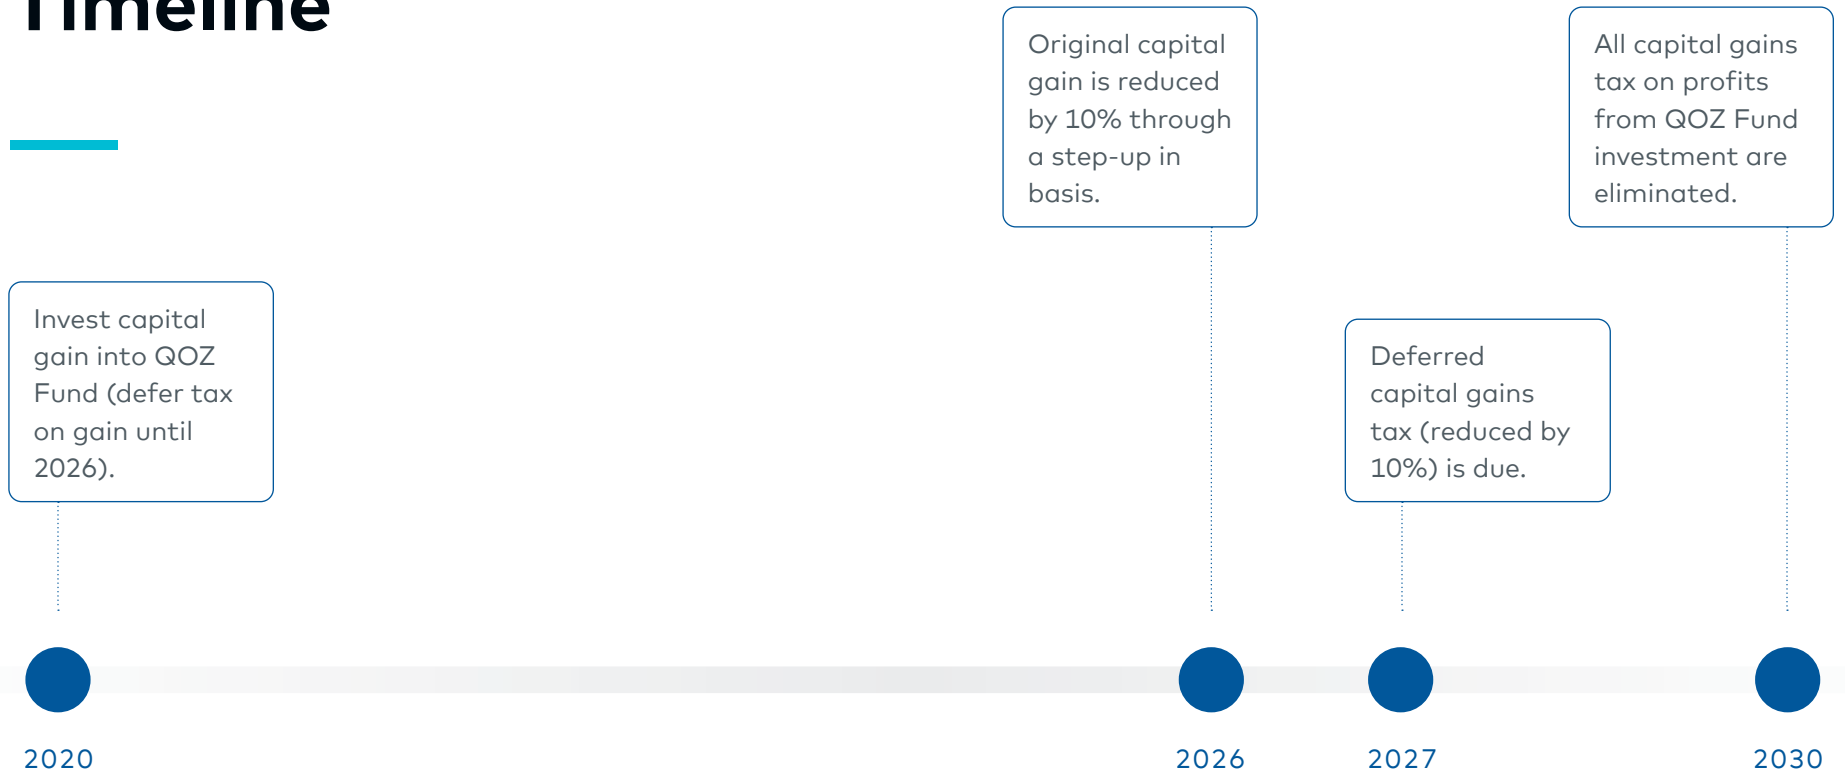 Timeline
Original capital
gain is reduced
by 10% through
a step-up in
basis.
All capital gains
tax on profits
from QOZ Fund
investment are
eliminated.
Invest capital
gain into QOZ
Fund (defer tax
on gain until
2026).
Deferred
capital gains
tax (reduced by
10%) is due.
2020
2026
2027
2030